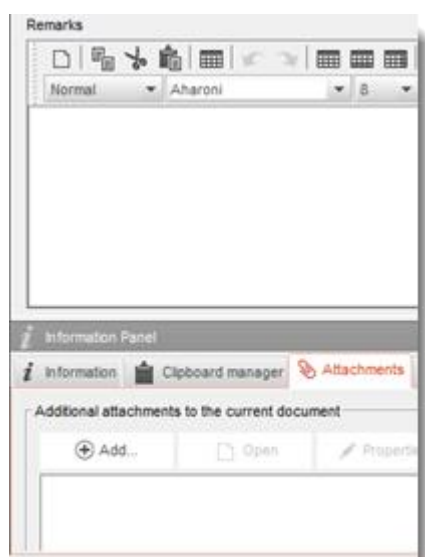 Remarks
Normal Aharoni 8
Information Panel
Information Clipboard manager Attachments
Additional attachments to the current document
Add... Open